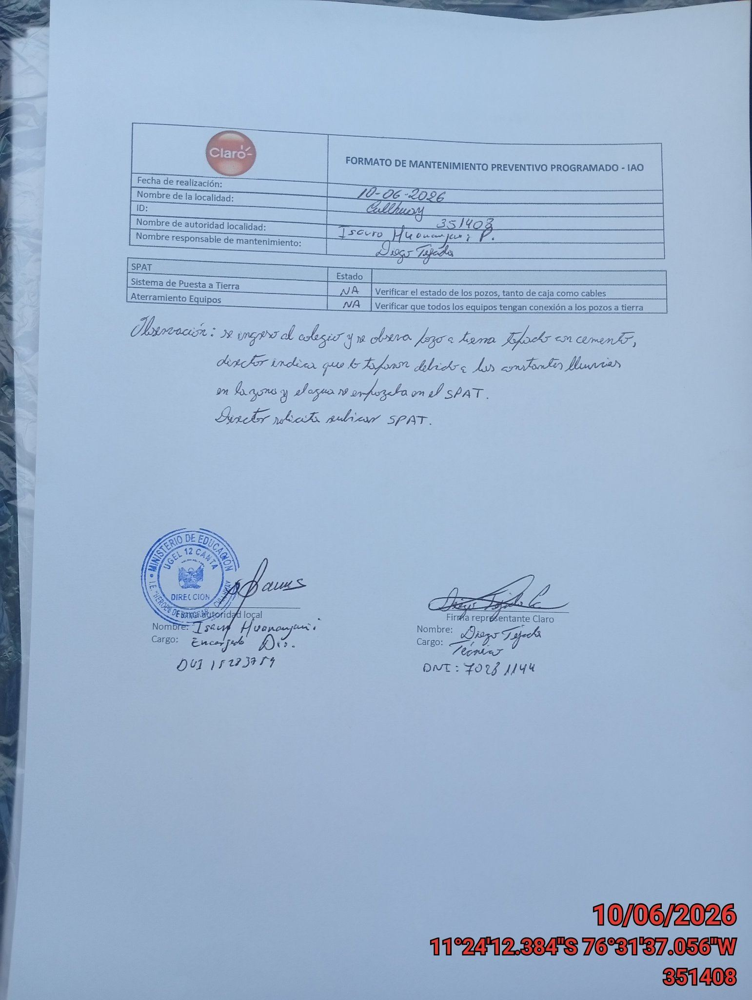 Claro
FORMATO DE MANTENIMIENTO PREVENTIVO PROGRAMADO - IAO
Fecha de realización: 10-06-2026
Nombre de la localidad: Cullhuay
ID: 351408
Nombre de autoridad localidad: Isauro P.
Nombre responsable de mantenimiento: Diego Tejada
SPAT Estado
Sistema de Puesta a Tierra NA Verificar el estado de los pozos, tanto de caja como cables
Aterramiento Equipos NA Verificar que todos los equipos tengan conexión a los pozos a tierra
Observación: se ingreso al colegio y se observa pozo a tierra tapado con cemento,
director indica que lo taparon debido a las constantes lluvias
en la zona y el agua se empozaba en el SPAT.
Director solicita reubicar SPAT.
MINISTERIO DE EDUCACION
UGEL 12 CANTA
DIRECCION
I.E. "HEROES DE SANGRAR" CULLHUAY
Firma autoridad local
Nombre: Isauro
Cargo: Encargado Dir.
Firma representante Claro
Nombre: Diego Tejada
Cargo: Técnico
DNI: 70231144
10/06/2026
11°24'12.384"S 76°31'37.056"W
351408